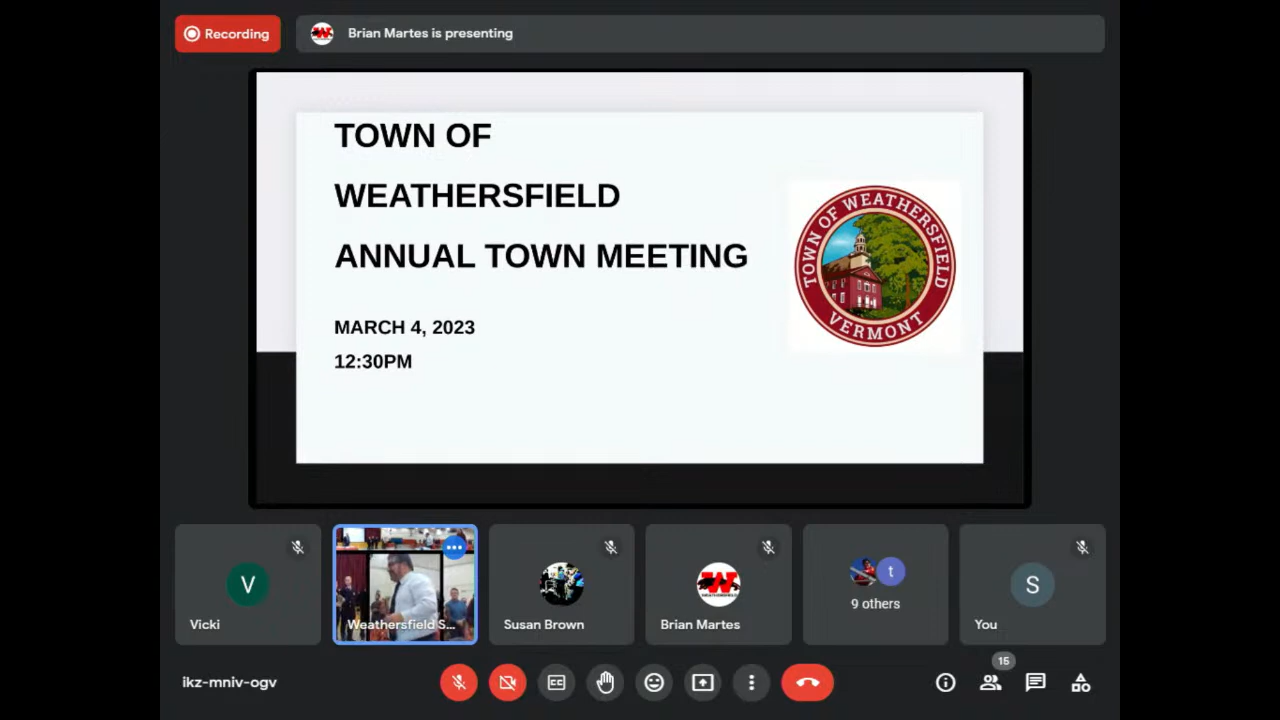 Recording
Brian Martes is presenting
TOWN OF
WEATHERSFIELD
ANNUAL TOWN MEETING
MARCH 4, 2023
12:30PM
TOWN OF WEATHERSFIELD
VERMONT
V
Vicki
Weathersfield S...
Susan Brown
W
Brian Martes
t
9 others
S
You
ikz-mniv-ogv
CC
15